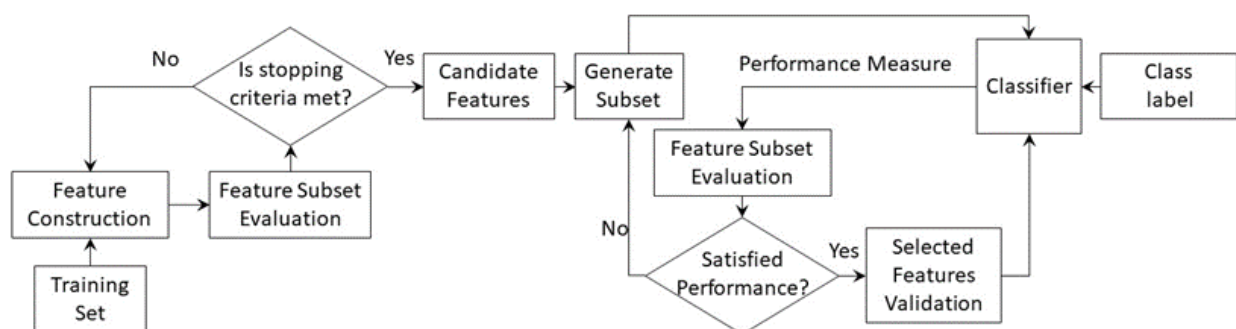 No
Is stopping
criteria met?
Yes
Candidate
Features
Generate
Subset
Performance Measure
Classifier
Class
label
Feature
Construction
Feature Subset
Evaluation
Training
Set
Feature Subset
Evaluation
No
Satisfied
Performance?
Yes
Selected
Features
Validation